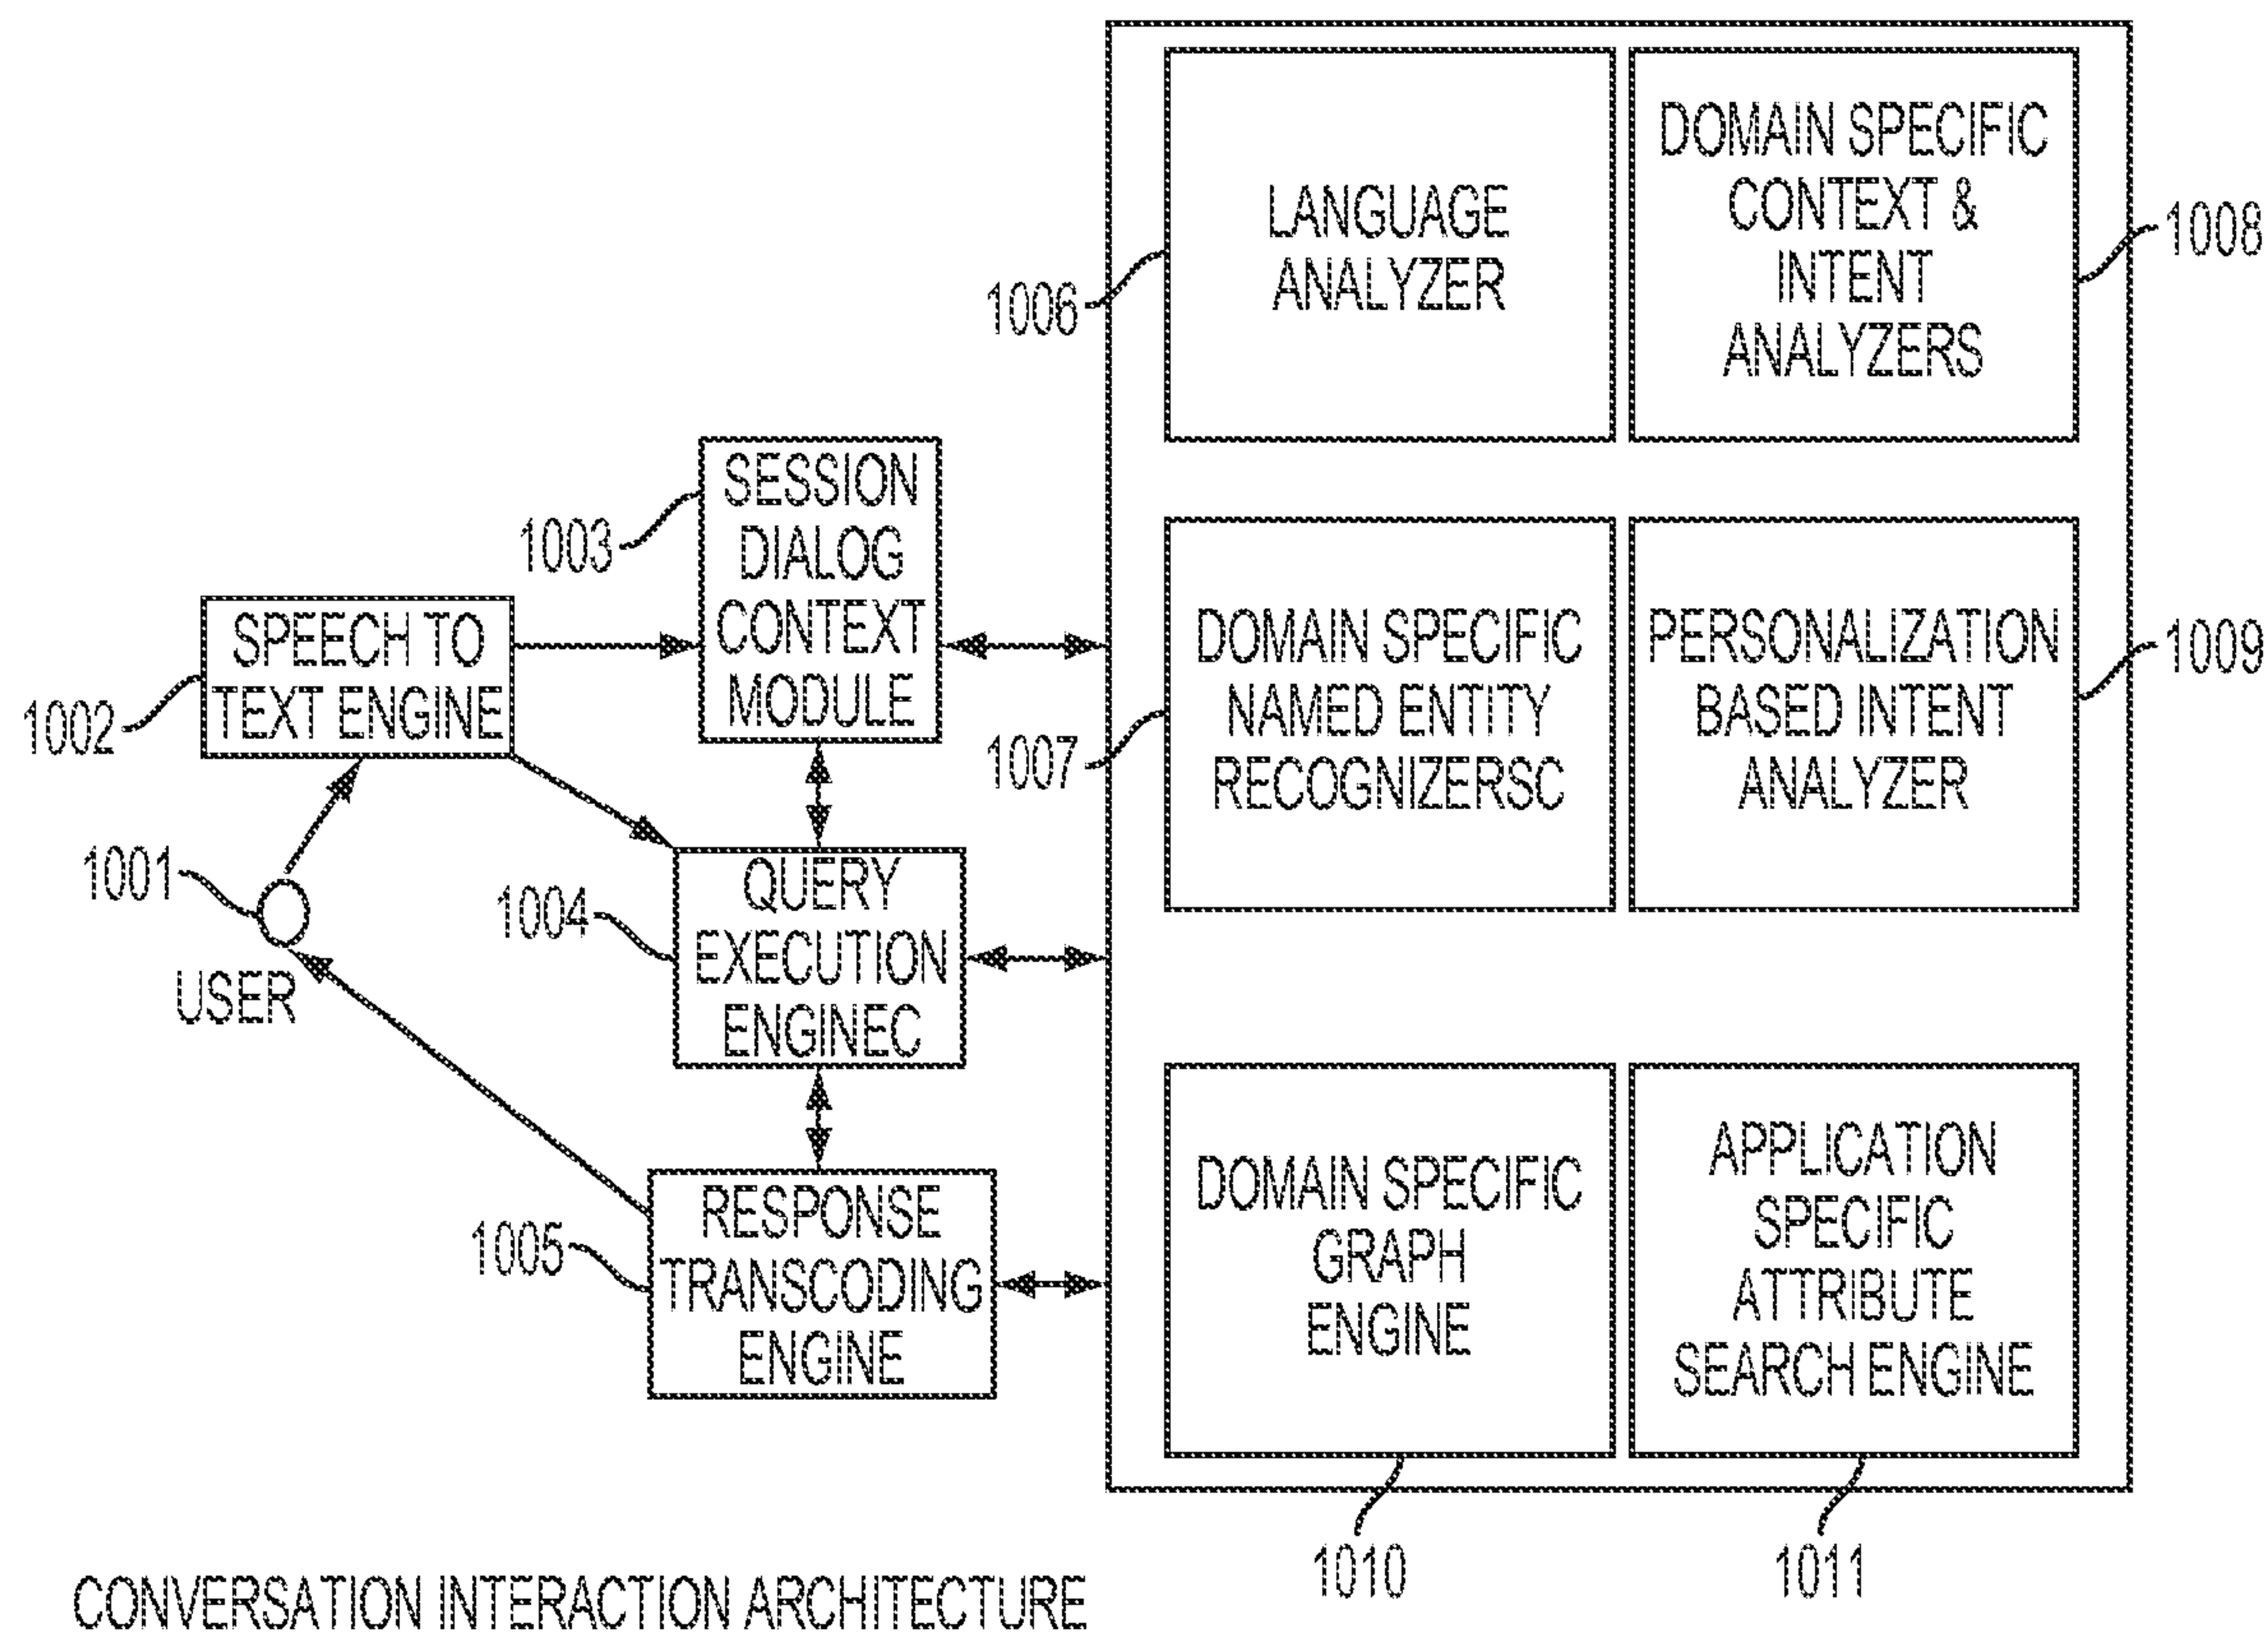 LANGUAGE
ANALYZER
1006
DOMAIN SPECIFIC
CONTEXT &
INTENT
ANALYZERS
1008
SESSION
DIALOG
CONTEXT
MODULE
1003
SPEECH TO
TEXT ENGINE
1002
DOMAIN SPECIFIC
NAMED ENTITY
RECOGNIZERSC
1007
PERSONALIZATION
BASED INTENT
ANALYZER
1009
1001
USER
QUERY
EXECUTION
ENGINEC
1004
RESPONSE
TRANSCODING
ENGINE
1005
DOMAIN SPECIFIC
GRAPH
ENGINE
1010
APPLICATION
SPECIFIC
ATTRIBUTE
SEARCH ENGINE
1011
CONVERSATION INTERACTION ARCHITECTURE